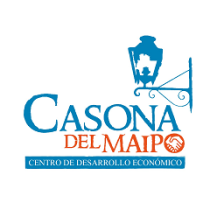 CASONA
DEL MAIPO
CENTRO DE DESARROLLO ECONÓMICO